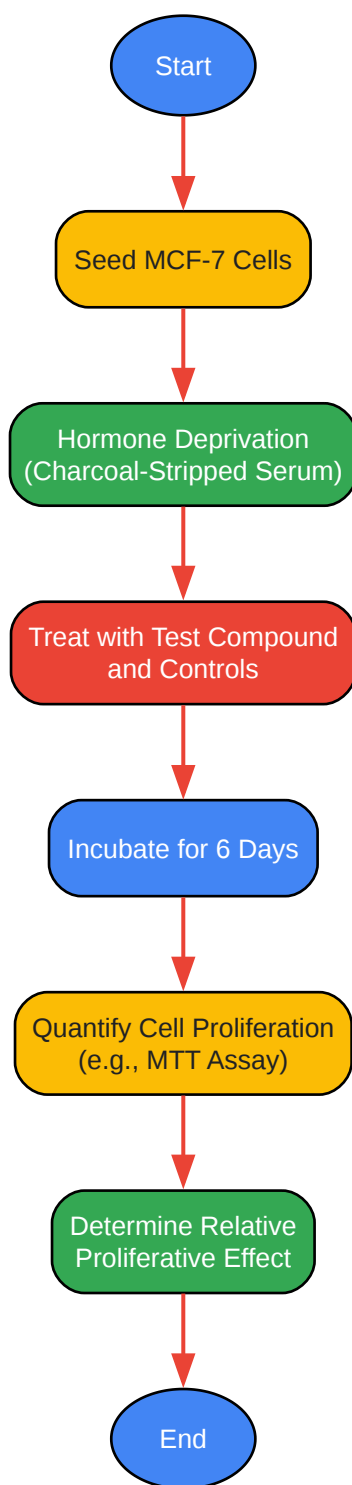 Start
Seed MCF-7 Cells
Hormone Deprivation
(Charcoal-Stripped Serum)
Treat with Test Compound
and Controls
Incubate for 6 Days
Quantify Cell Proliferation
(e.g., MTT Assay)
Determine Relative
Proliferative Effect
End